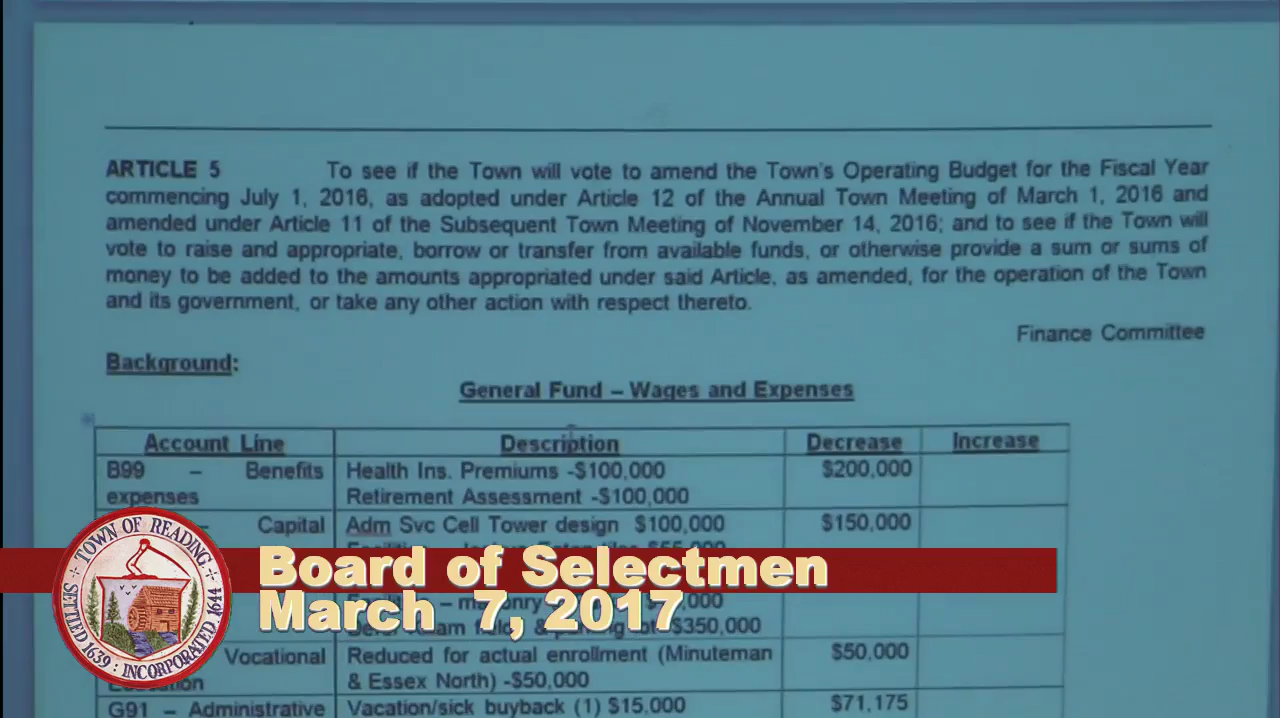 ARTICLE 5 To see if the Town will vote to amend the Town's Operating Budget for the Fiscal Year
commencing July 1, 2016, as adopted under Article 12 of the Annual Town Meeting of March 1, 2016 and
amended under Article 11 of the Subsequent Town Meeting of November 14, 2016; and to see if the Town will
vote to raise and appropriate, borrow or transfer from available funds, or otherwise provide a sum or sums of
money to be added to the amounts appropriated under said Article, as amended, for the operation of the Town
and its government, or take any other action with respect thereto.
Finance Committee
Background:
General Fund – Wages and Expenses
Account Line Description Decrease Increase
B99 – Benefits Health Ins. Premiums -$100,000 $200,000
expenses Retirement Assessment -$100,000
– Capital Adm Svc Cell Tower design $100,000 $150,000
Board of Selectmen
March 7, 2017
$350,000
Vocational Reduced for actual enrollment (Minuteman $50,000
& Essex North) -$50,000
G91 – Administrative Vacation/sick buyback (1) $15,000 $71,175
TOWN OF READING
SETTLED 1639 : INCORPORATED 1644